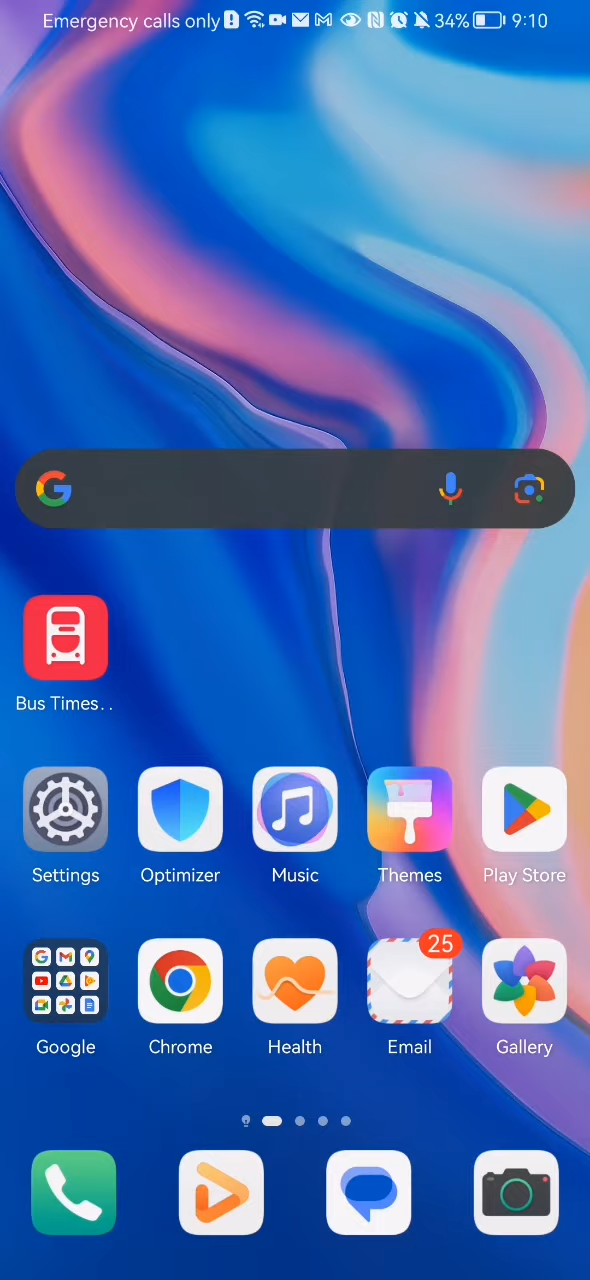 Emergency calls only 34% 9:10
Bus Times..
Settings Optimizer Music Themes Play Store
25
Google Chrome Health Email Gallery